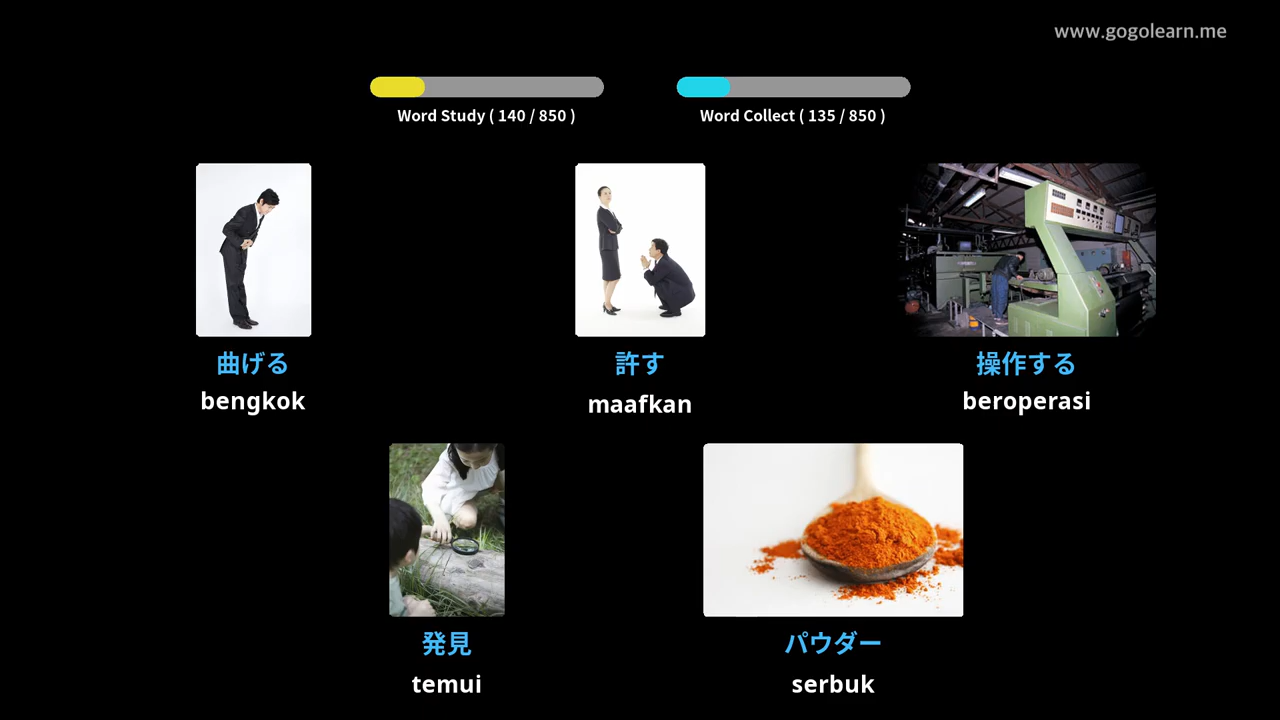 www.gogolearn.me
Word Study ( 140 / 850 )
Word Collect ( 135 / 850 )
曲げる
bengkok
許す
maafkan
操作する
beroperasi
発見
temui
パウダー
serbuk